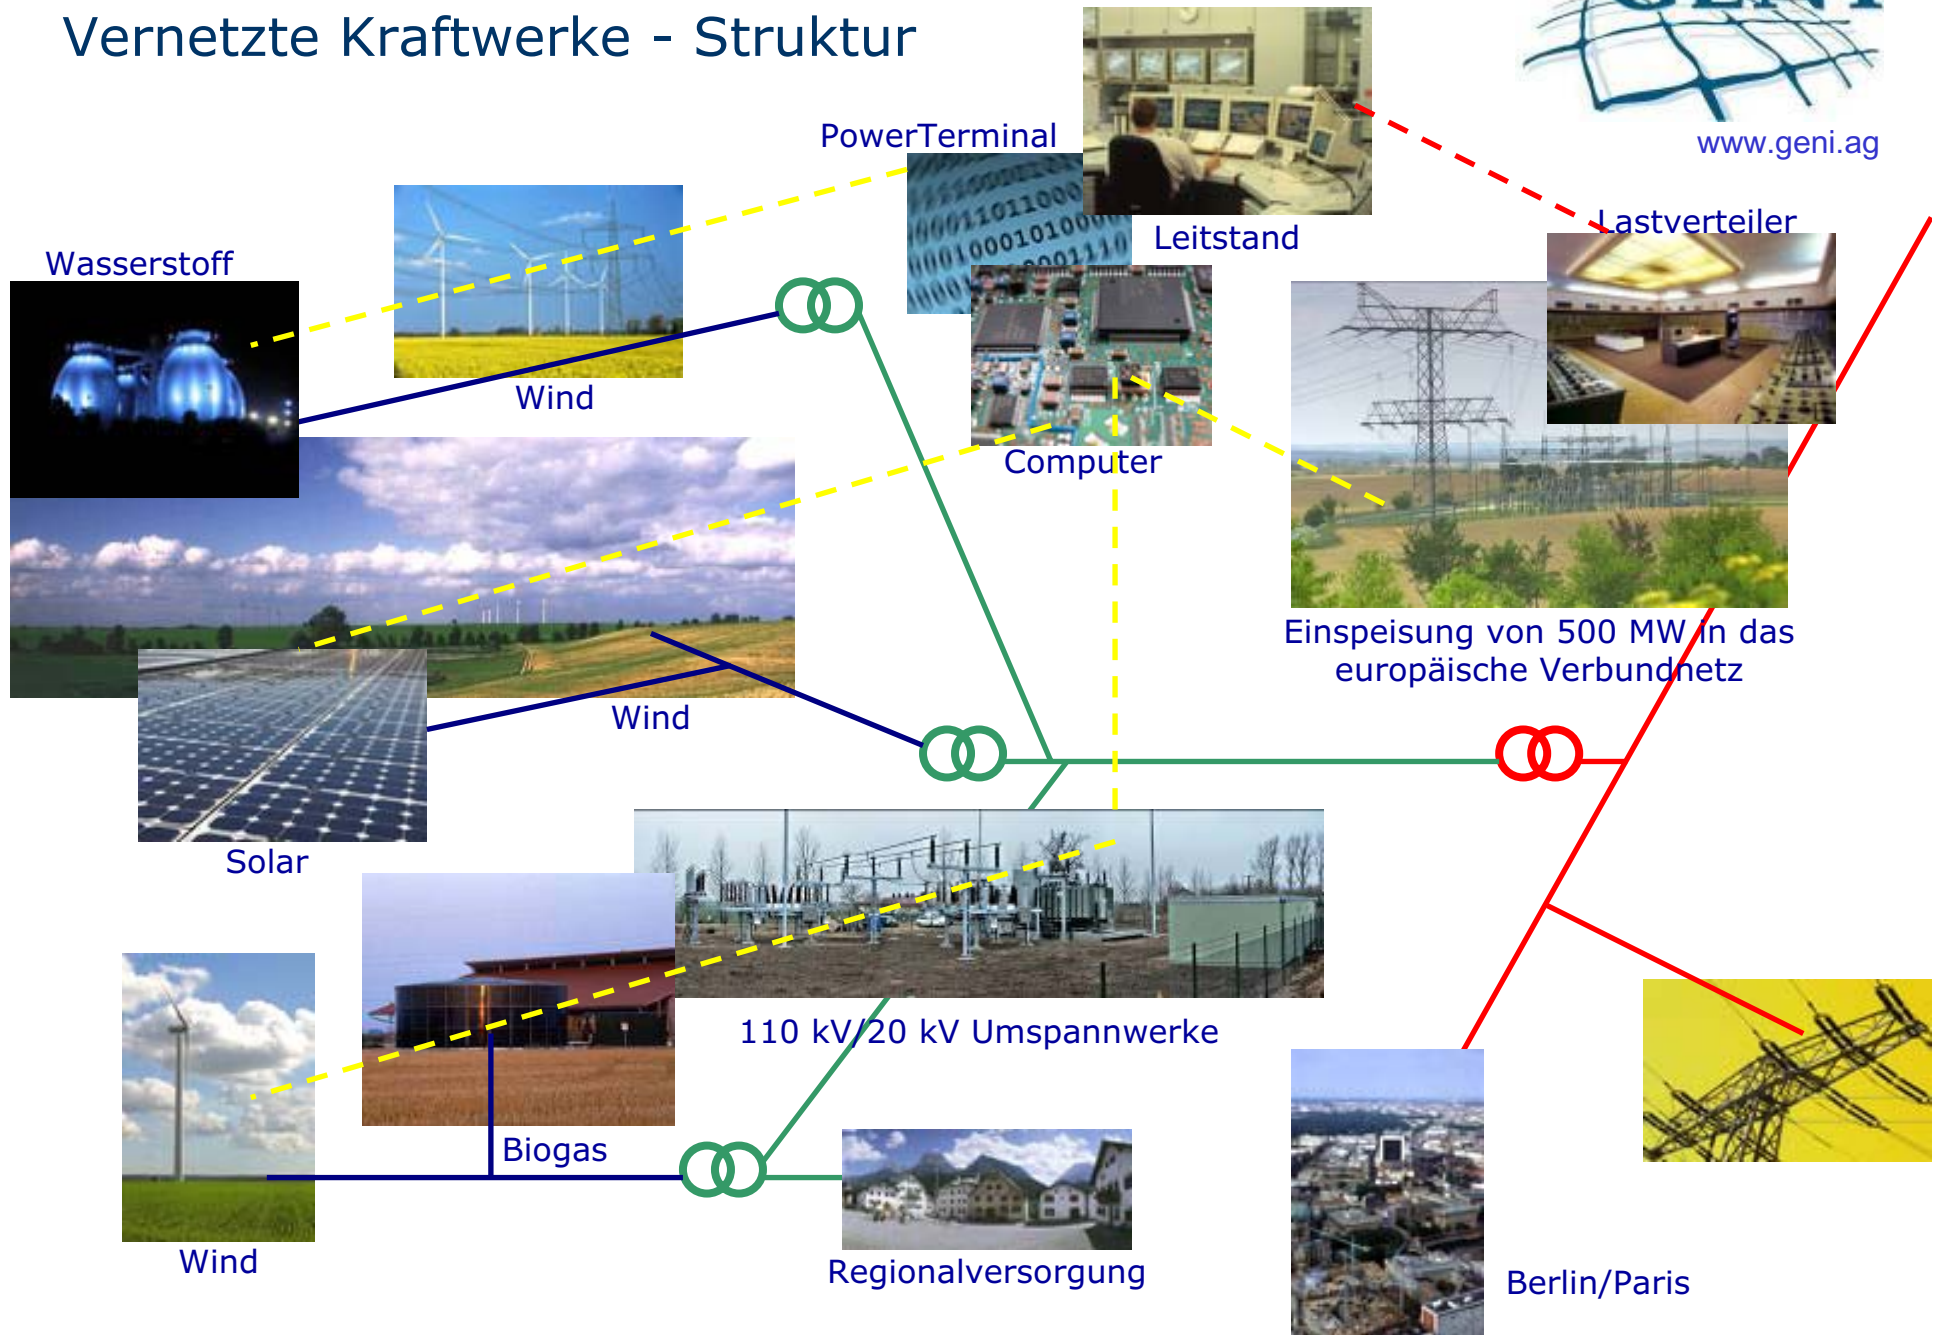 Vernetzte Kraftwerke - Struktur
GENI
www.geni.ag
PowerTerminal
Leitstand
Lastverteiler
Wasserstoff
Wind
Computer
Einspeisung von 500 MW in das
europäische Verbundnetz
Wind
Solar
110 kV/20 kV Umspannwerke
Biogas
Wind
Regionalversorgung
Berlin/Paris